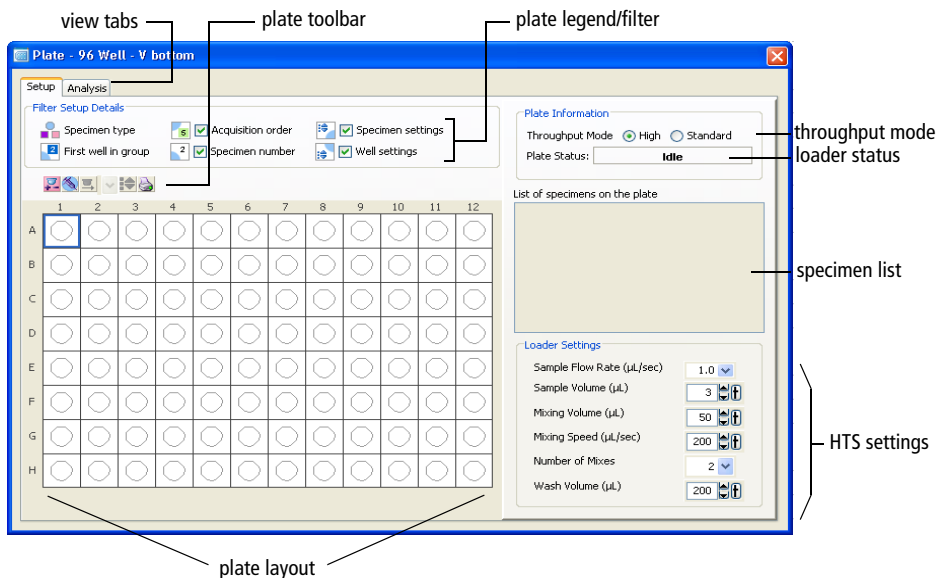 view tabs
plate toolbar
plate legend/filter
Plate - 96 Well - V bottom
Setup Analysis
Filter Setup Details
Specimen type
5 Acquisition order
Specimen settings
2 First well in group
2 Specimen number
Well settings
Plate Information
Throughput Mode High Standard
Plate Status: Idle
throughput mode
loader status
List of specimens on the plate
specimen list
1 2 3 4 5 6 7 8 9 10 11 12
A
B
C
D
E
F
G
H
Loader Settings
Sample Flow Rate (µL/sec) 1.0
Sample Volume (µL) 3
Mixing Volume (µL) 50
Mixing Speed (µL/sec) 200
Number of Mixes 2
Wash Volume (µL) 200
HTS settings
plate layout